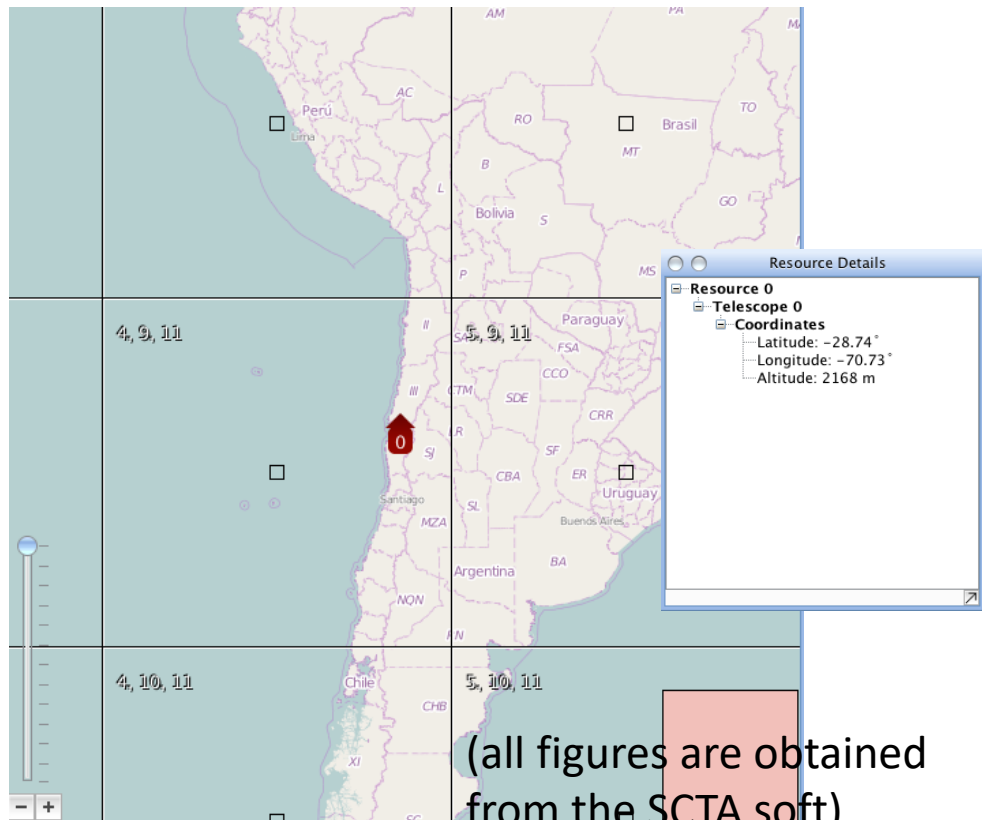 AM
PA
AC
Perú
Lima
RO
TO
Brasil
MT
B
L
GO
Bolivia
S
P
MS
Resource Details
Resource 0
Telescope 0
Coordinates
Latitude: -28.74°
Longitude: -70.73°
Altitude: 2168 m
4, 9, 11
II
5, 9, 11
Paraguay
FSA
CCO
III
CTM
SDE
CRR
0
LR
SJ
SF
CBA
ER
Uruguay
Santiago
SL
MZA
Buenos Aires
BA
Argentina
NQN
RN
4, 10, 11
Chile
5, 10, 11
CHB
XI
(all figures are obtained
from the SCTA soft)
SC
- +